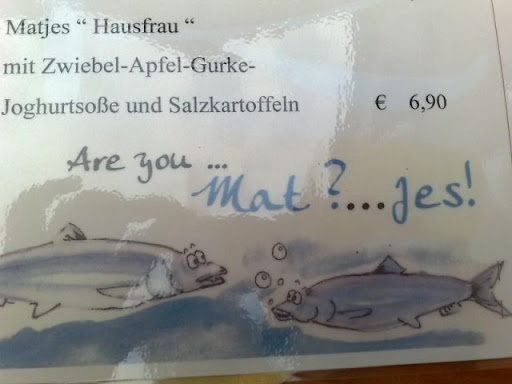 Matjes “ Hausfrau “
mit Zwiebel-Apfel-Gurke-
Joghurtsoße und Salzkartoffeln € 6,90
Are you ...
Mat?...jes!